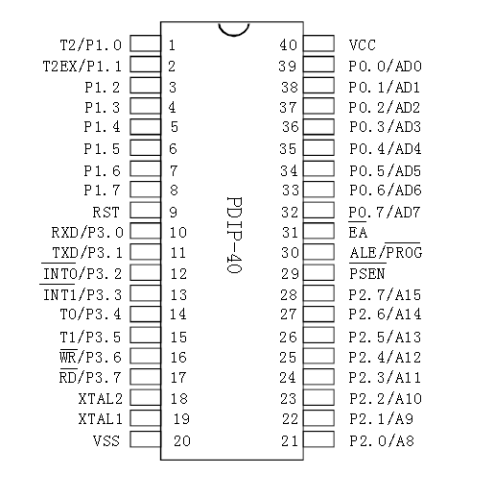 T2/P1.0 1 40 VCC
T2EX/P1.1 2 39 P0.0/AD0
P1.2 3 38 P0.1/AD1
P1.3 4 37 P0.2/AD2
P1.4 5 36 P0.3/AD3
P1.5 6 35 P0.4/AD4
P1.6 7 34 P0.5/AD5
P1.7 8 33 P0.6/AD6
RST 9 32 P0.7/AD7
RXD/P3.0 10 31 E̅A̅
TXD/P3.1 11 30 ALE/P̅R̅O̅G̅
I̅N̅T̅0̅/P3.2 12 29 P̅S̅E̅N̅
I̅N̅T̅1̅/P3.3 13 28 P2.7/A15
T0/P3.4 14 27 P2.6/A14
T1/P3.5 15 26 P2.5/A13
W̅R̅/P3.6 16 25 P2.4/A12
R̅D̅/P3.7 17 24 P2.3/A11
XTAL2 18 23 P2.2/A10
XTAL1 19 22 P2.1/A9
VSS 20 21 P2.0/A8
PDIP-40